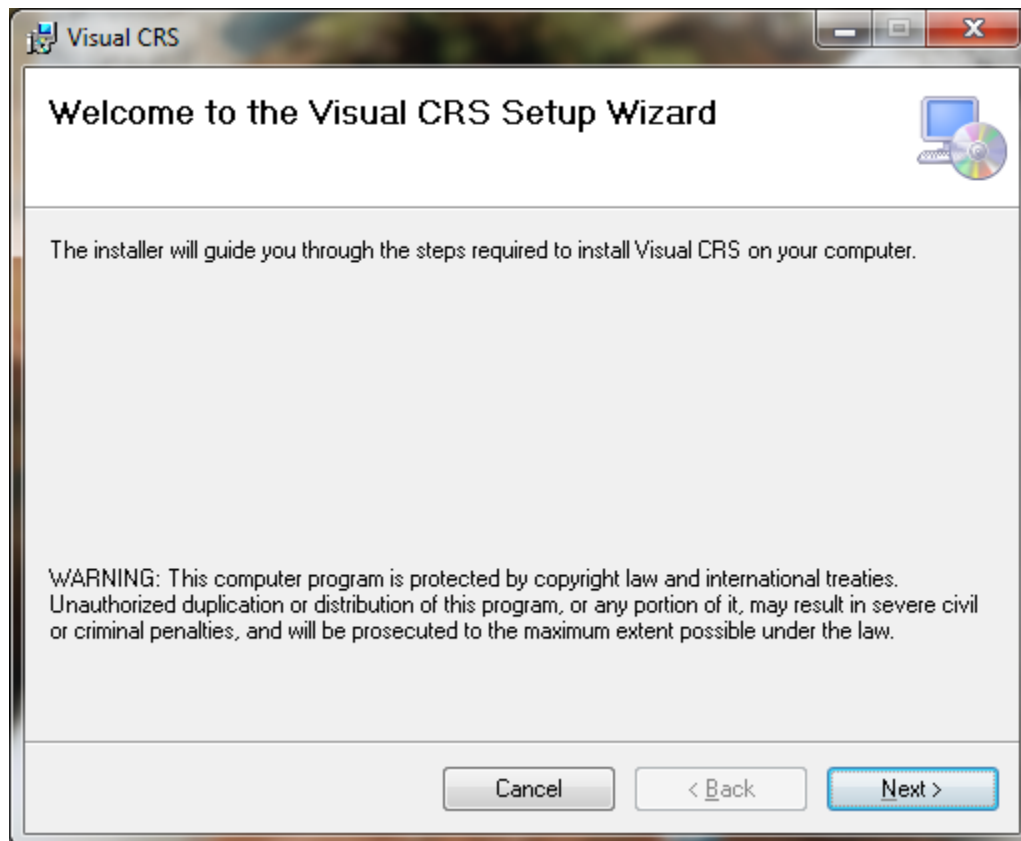 Visual CRS
Welcome to the Visual CRS Setup Wizard
The installer will guide you through the steps required to install Visual CRS on your computer.
WARNING: This computer program is protected by copyright law and international treaties.
Unauthorized duplication or distribution of this program, or any portion of it, may result in severe civil
or criminal penalties, and will be prosecuted to the maximum extent possible under the law.
Cancel < Back Next >